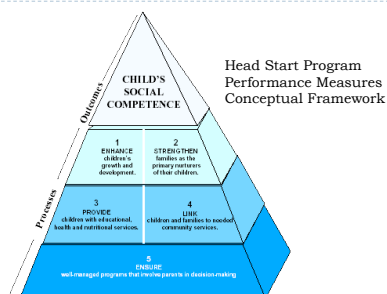 Head Start Program
Performance Measures
Conceptual Framework
CHILD'S
SOCIAL
COMPETENCE
Outcomes
1
ENHANCE
children's
growth and
development.
2
STRENGTHEN
families as the
primary nurturers
of their children.
Processes
3
PROVIDE
children with educational,
health and nutritional services.
4
LINK
children and families to needed
community services.
5
ENSURE
well-managed programs that involve parents in decision-making